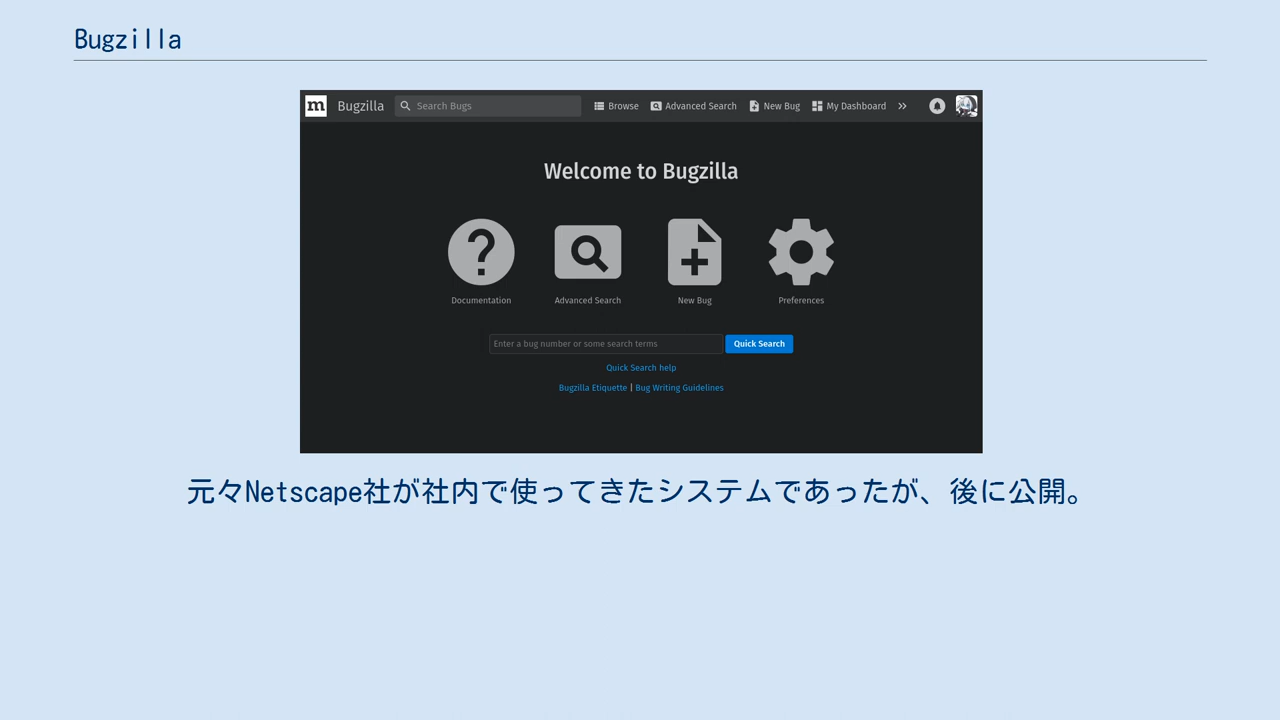 Bugzilla
m Bugzilla Search Bugs Browse Advanced Search New Bug My Dashboard »
Welcome to Bugzilla
Documentation Advanced Search New Bug Preferences
Enter a bug number or some search terms Quick Search
Quick Search help
Bugzilla Etiquette | Bug Writing Guidelines
元々Netscape社が社内で使ってきたシステムであったが、後に公開。